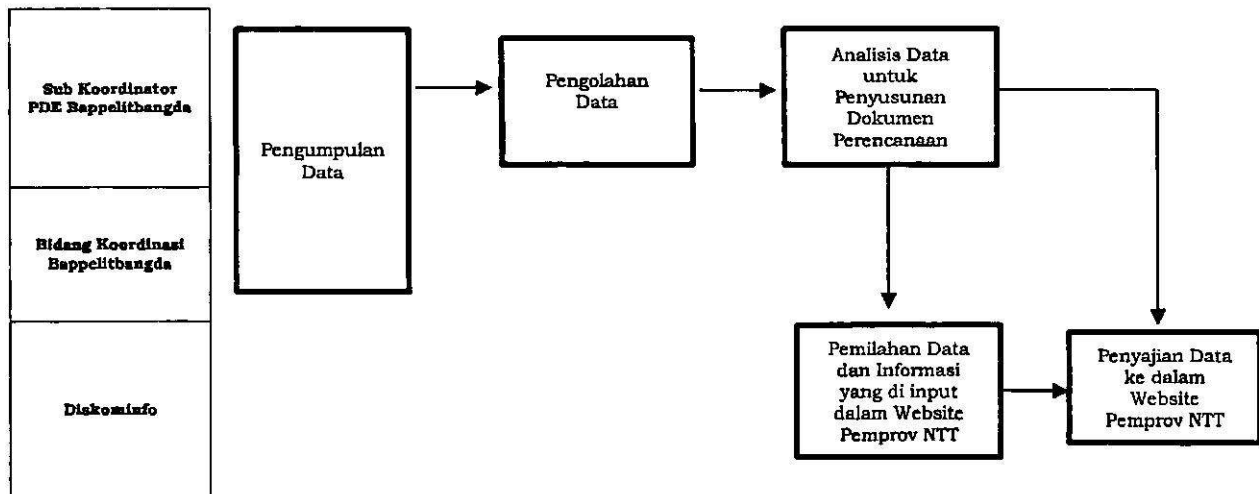 Sub Koordinator
PDE Bappelitbangda
Bidang Koordinasi
Bappelitbangda
Diskominfo
Pengumpulan
Data
Pengolahan
Data
Analisis Data
untuk
Penyusunan
Dokumen
Perencanaan
Pemilahan Data
dan Informasi
yang di input
dalam Website
Pemprov NTT
Penyajian Data
ke dalam
Website
Pemprov NTT